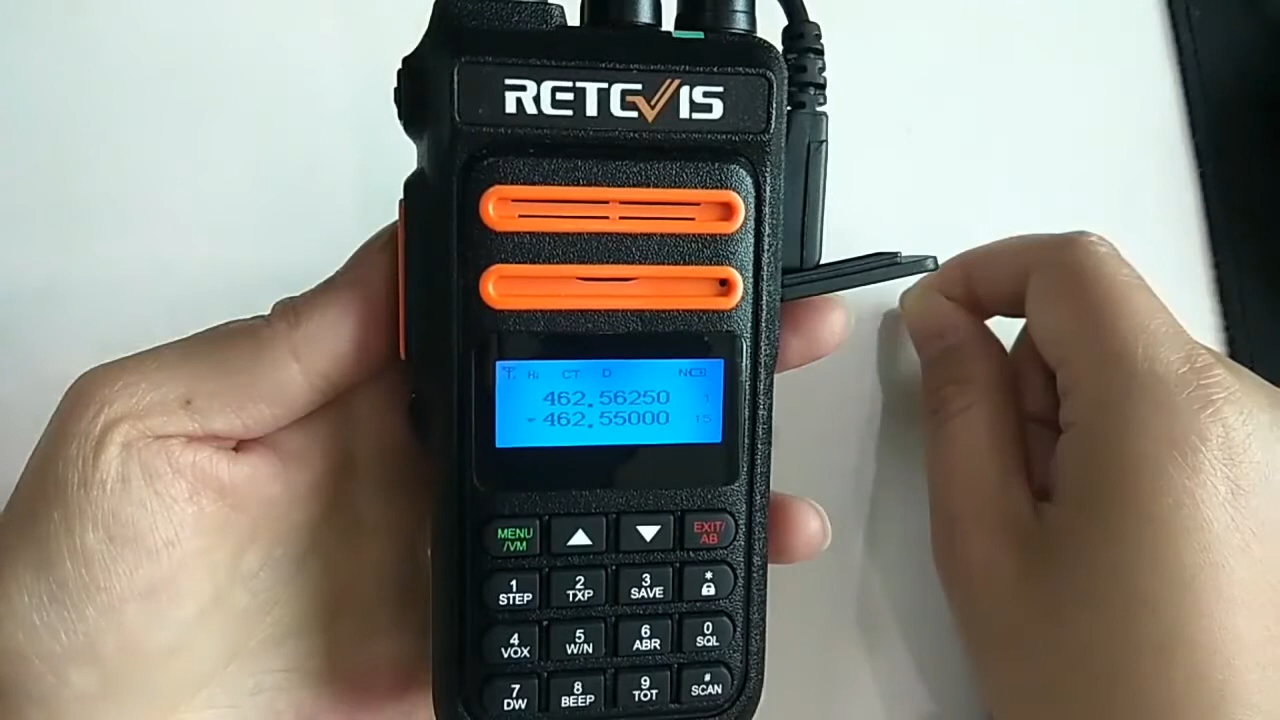 RETEVIS
Hi CT D N
462.56250 1
462.55000 15
MENU /VM
EXIT/ AB
1 STEP
2 TXP
3 SAVE
*
4 VOX
5 W/N
6 ABR
0 SQL
7 DW
8 BEEP
9 TOT
# SCAN